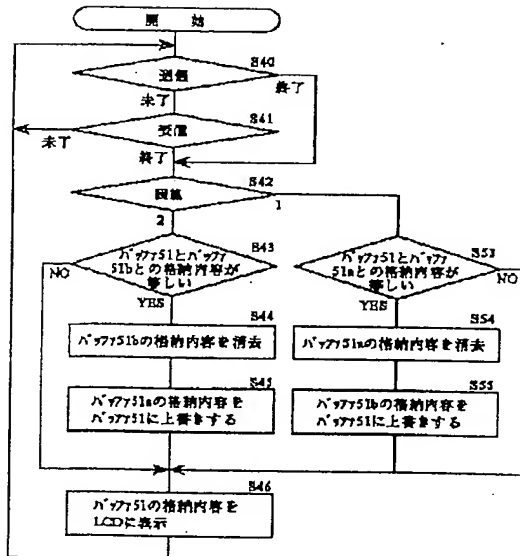 開 始
送信
S40
終了
未了
受信
S41
未了
終了
S42
2
1
バッファ51とバッファ
51bとの格納内容が
等しい
S43
NO
YES
バッファ51とバッファ
51aとの格納内容が
等しい
S53
NO
YES
S44
バッファ51bの格納内容を消去
S54
バッファ51aの格納内容を消去
S45
バッファ51aの格納内容を
バッファ51に上書きする
S55
バッファ51bの格納内容を
バッファ51に上書きする
S46
バッファ51の格納内容を
LCDに表示